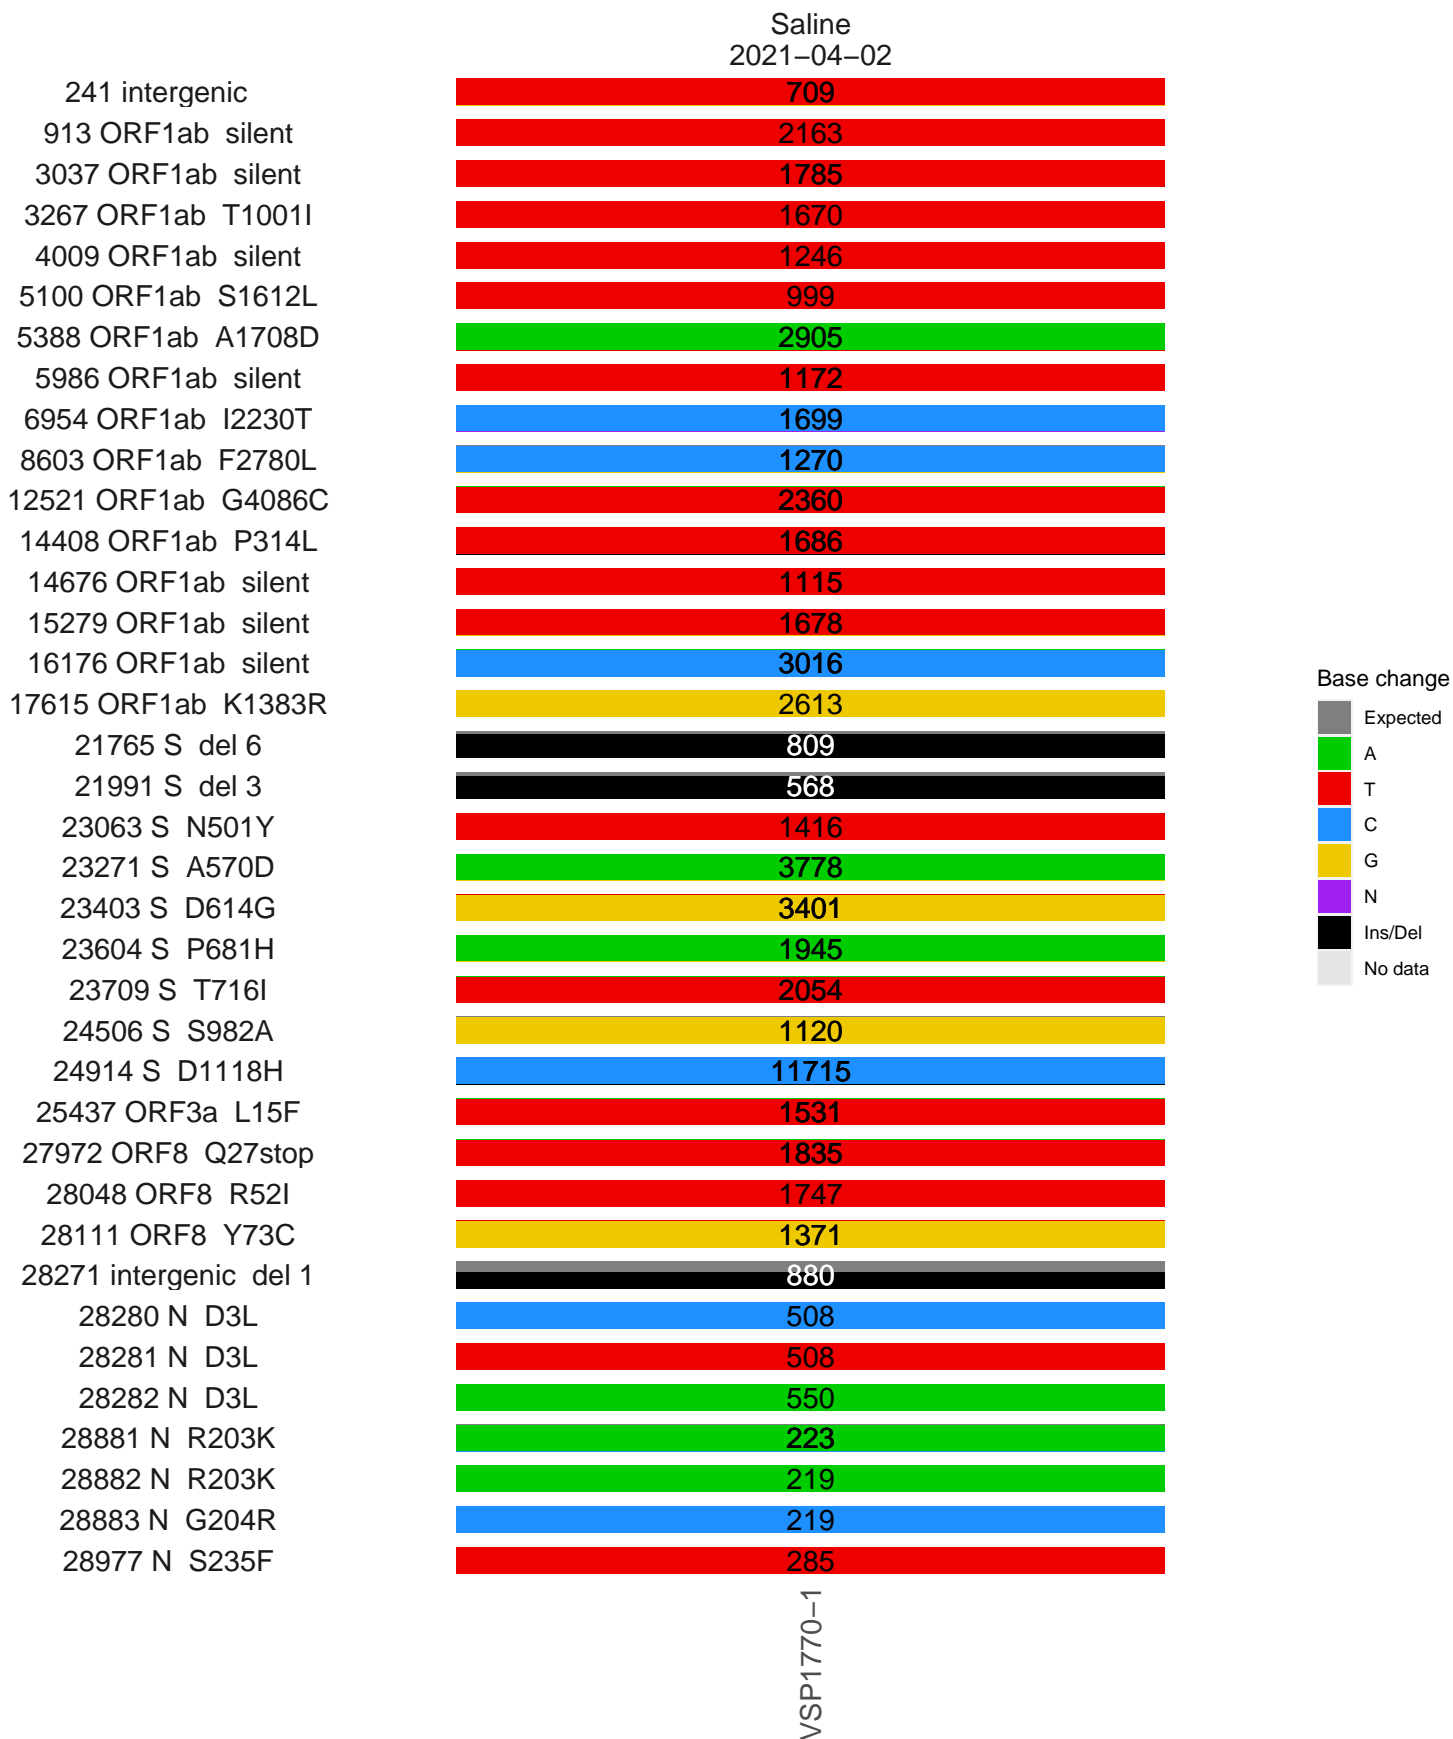 Saline
2021−04−02
241 intergenic 709
913 ORF1ab silent 2163
3037 ORF1ab silent 1785
3267 ORF1ab T1001I 1670
4009 ORF1ab silent 1246
5100 ORF1ab S1612L 999
5388 ORF1ab A1708D 2905
5986 ORF1ab silent 1172
6954 ORF1ab I2230T 1699
8603 ORF1ab F2780L 1270
12521 ORF1ab G4086C 2360
14408 ORF1ab P314L 1686
14676 ORF1ab silent 1115
15279 ORF1ab silent 1678
16176 ORF1ab silent 3016
17615 ORF1ab K1383R 2613
21765 S del 6 809
21991 S del 3 568
23063 S N501Y 1416
23271 S A570D 3778
23403 S D614G 3401
23604 S P681H 1945
23709 S T716I 2054
24506 S S982A 1120
24914 S D1118H 11715
25437 ORF3a L15F 1531
27972 ORF8 Q27stop 1835
28048 ORF8 R52I 1747
28111 ORF8 Y73C 1371
28271 intergenic del 1 880
28280 N D3L 508
28281 N D3L 508
28282 N D3L 550
28881 N R203K 223
28882 N R203K 219
28883 N G204R 219
28977 N S235F 285
VSP1770−1
Base change
Expected
A
T
C
G
N
Ins/Del
No data